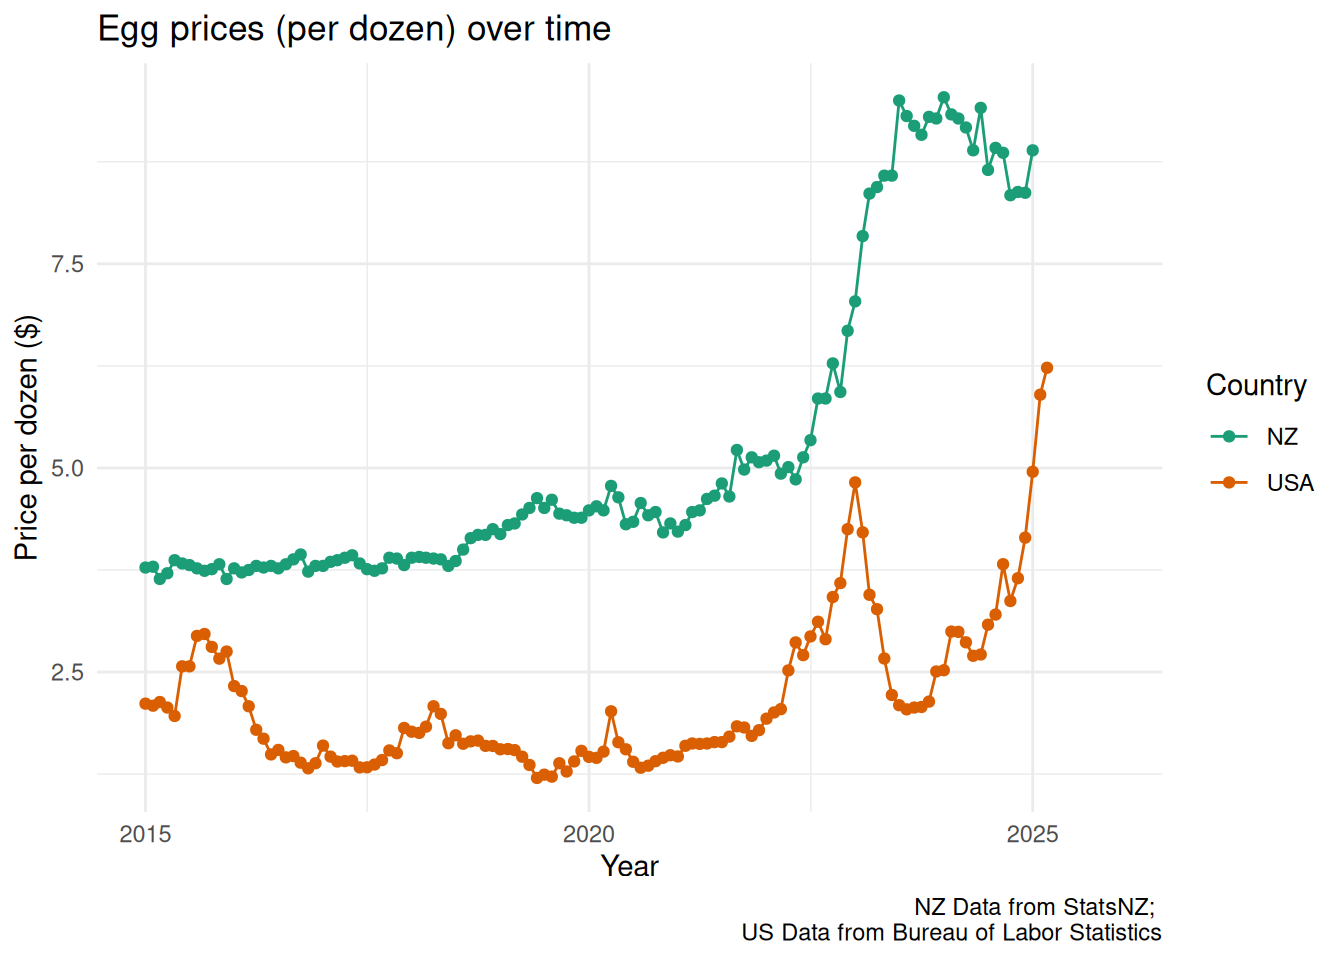 Egg prices (per dozen) over time
Price per dozen ($)
7.5
5.0
2.5
2015
2020
2025
Year
Country
NZ
USA
NZ Data from StatsNZ;
US Data from Bureau of Labor Statistics